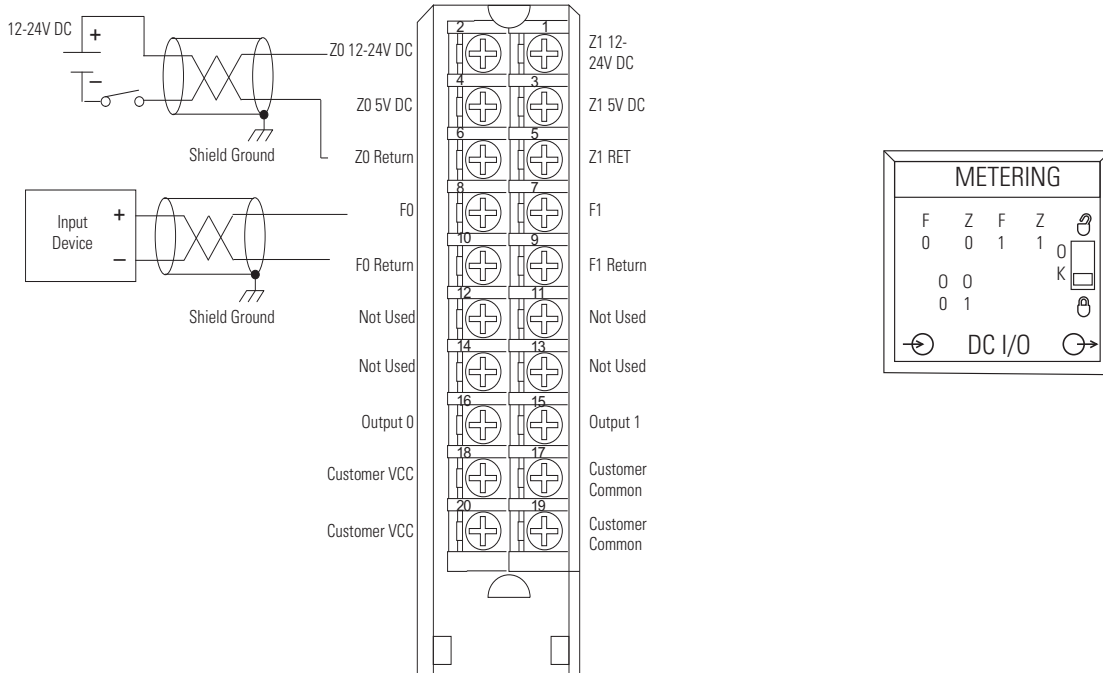 12-24V DC
+
−
Shield Ground
Input
Device
+
−
Shield Ground
Z0 12-24V DC
Z0 5V DC
Z0 Return
F0
F0 Return
Not Used
Not Used
Output 0
Customer VCC
Customer VCC
2 1
4 3
6 5
8 7
10 9
12 11
14 13
16 15
18 17
20 19
Z1 12-
24V DC
Z1 5V DC
Z1 RET
F1
F1 Return
Not Used
Not Used
Output 1
Customer
Common
Customer
Common
METERING
F Z F Z
0 0 1 1
O
K
O O
0 1
DC I/O